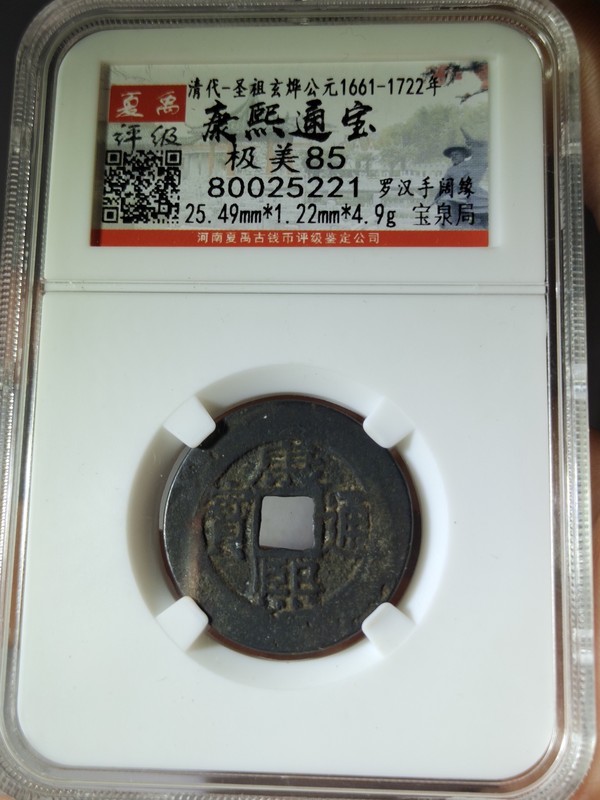 清代-圣祖玄烨公元1661-1722年
夏禹
评级
康熙通宝
极美85
80025221 罗汉手阔缘
25.49mm*1.22mm*4.9g 宝泉局
河南夏禹古钱币评级鉴定公司
康
寶 通
熙